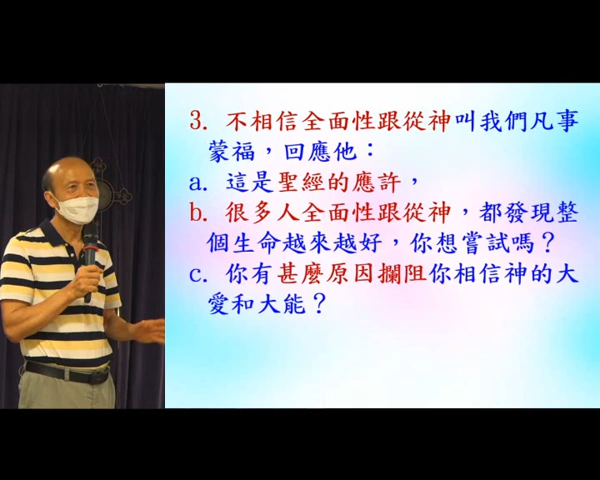 3. 不相信全面性跟從神叫我們凡事
蒙福，回應他：
a. 這是聖經的應許，
b. 很多人全面性跟從神，都發現整
個生命越來越好，你想嘗試嗎？
c. 你有甚麼原因攔阻你相信神的大
愛和大能？